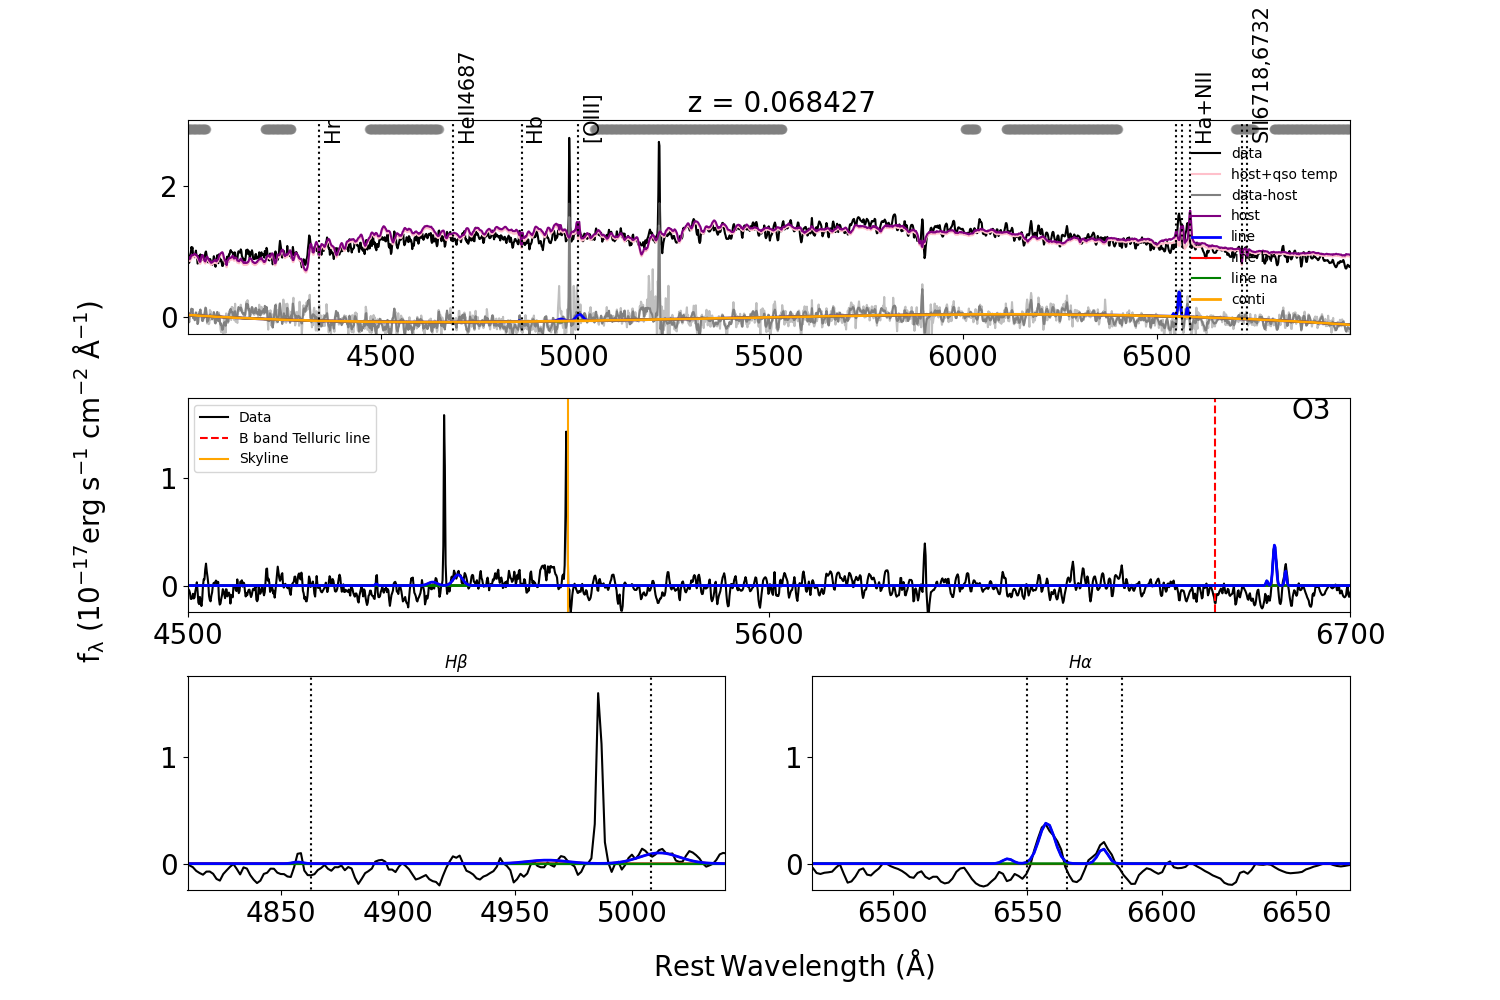 z = 0.068427
Hr
HeII4687
Hb
[OIII]
Ha+NII
SII6718,6732
data
host+qso temp
data-host
host
line
line na
conti
2
0
4500
5000
5500
6000
6500
fλ (10⁻¹⁷erg s⁻¹ cm⁻² Å⁻¹)
Data
B band Telluric line
Skyline
O3
1
0
4500
5600
6700
Hβ
1
0
4850
4900
4950
5000
Hα
1
0
6500
6550
6600
6650
Rest Wavelength (Å)